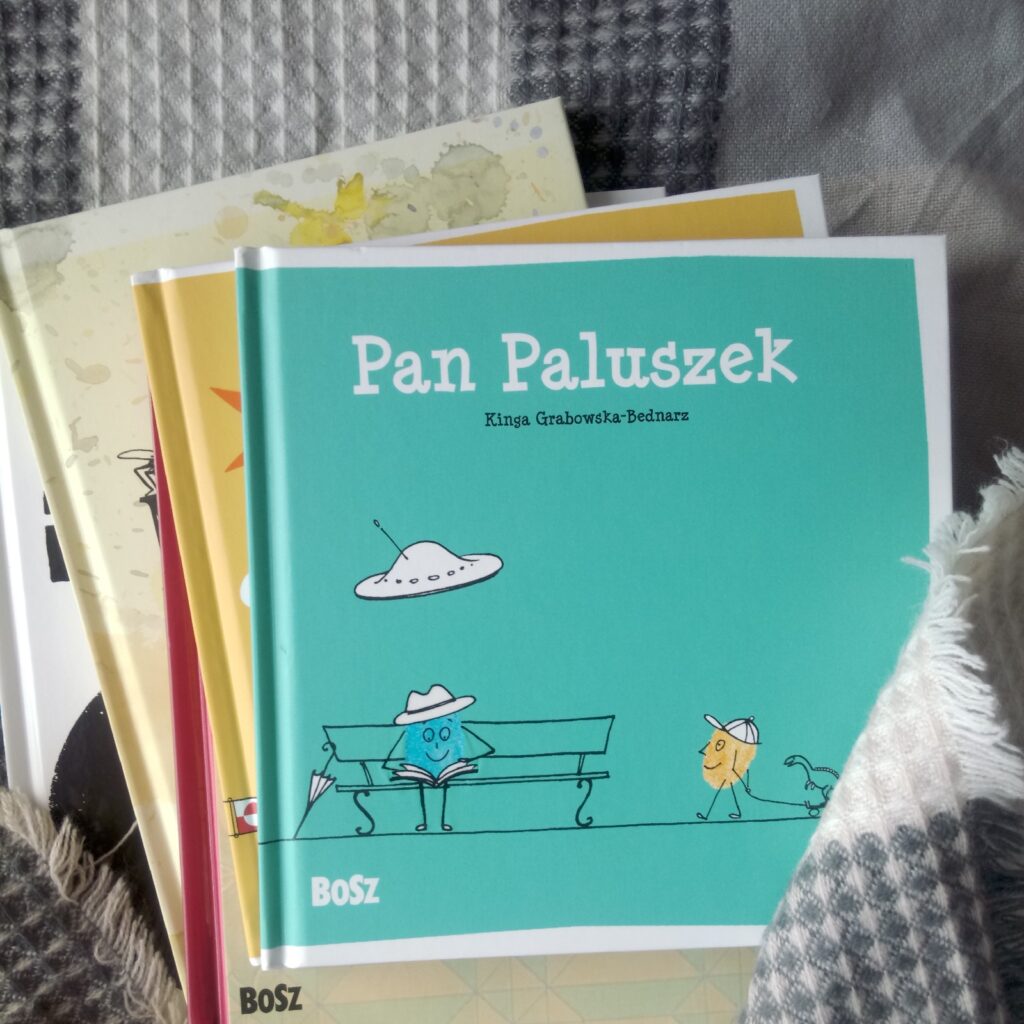 Pan Paluszek
Kinga Grabowska-Bednarz
BOSZ
BOSZ